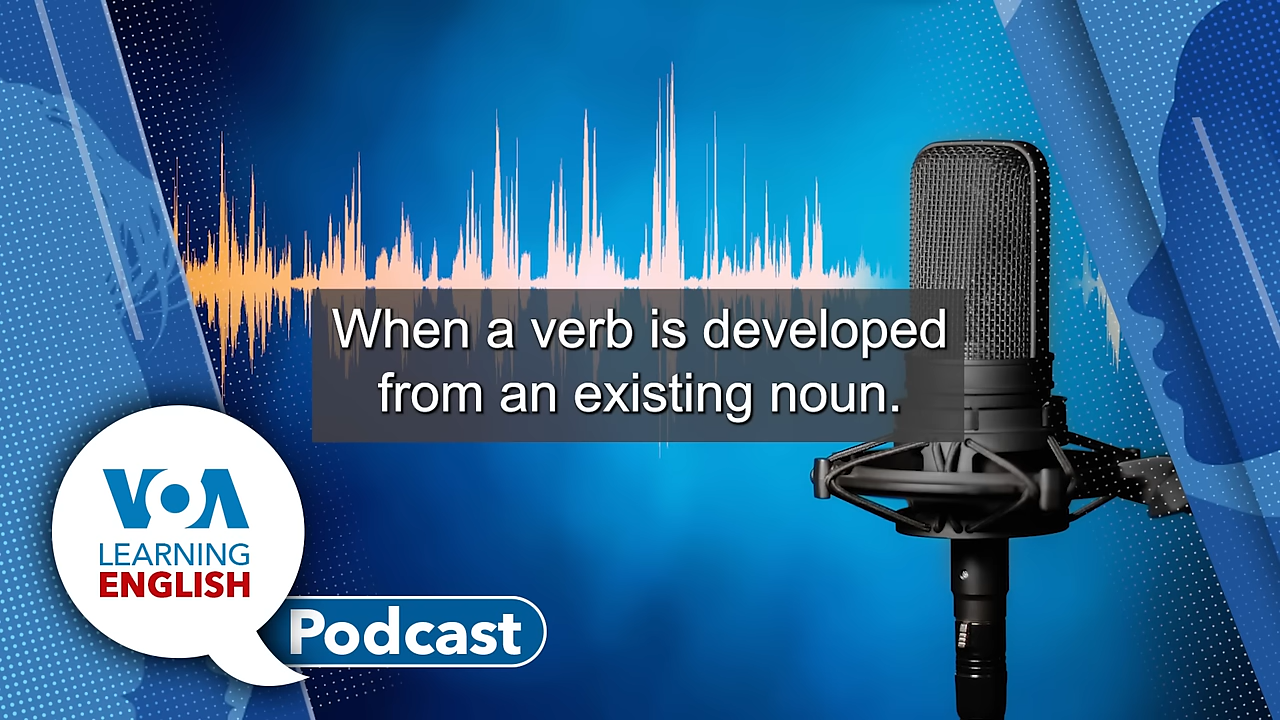 When a verb is developed
from an existing noun.
VOA
LEARNING
ENGLISH
Podcast